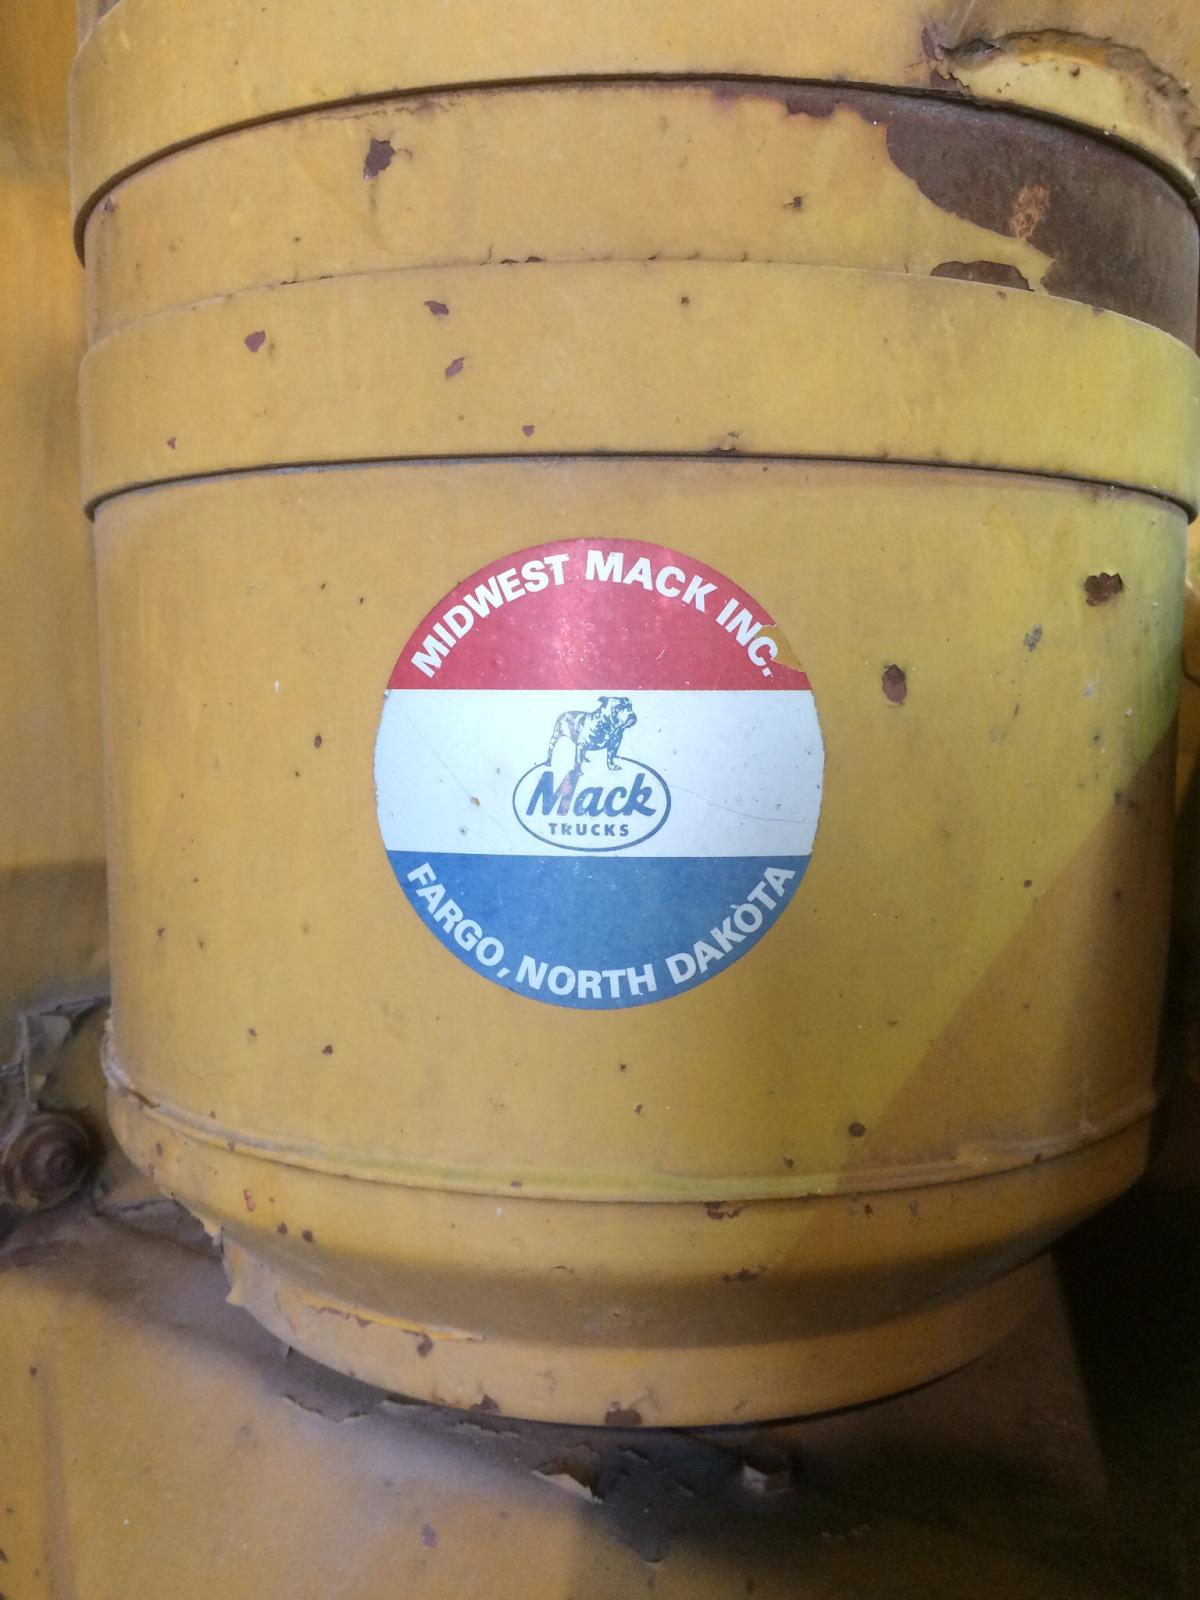 MIDWEST MACK INC.
Mack
TRUCKS
FARGO, NORTH DAKOTA